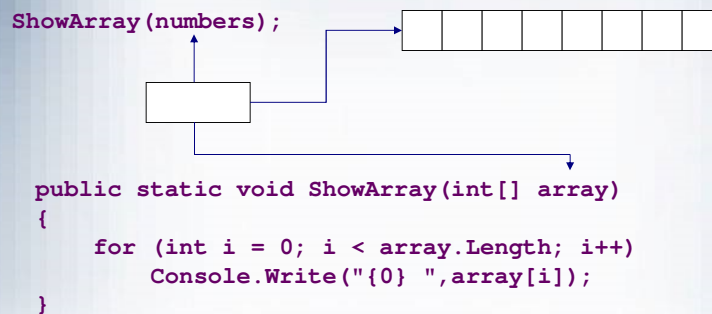 ShowArray(numbers);
public static void ShowArray(int[] array)
{
    for (int i = 0; i < array.Length; i++)
        Console.Write("{0} ",array[i]);
}